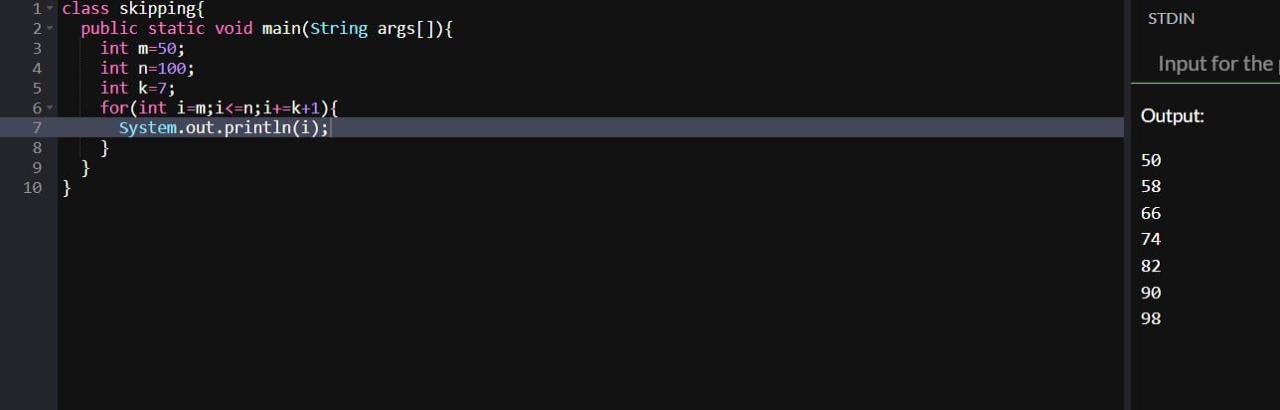 1 class skipping{
2 public static void main(String args[]){
3 int m=50;
4 int n=100;
5 int k=7;
6 for(int i=m;i<=n;i+=k+1){
7 System.out.println(i);
8 }
9 }
10 }
STDIN
Input for the
Output:
50
58
66
74
82
90
98